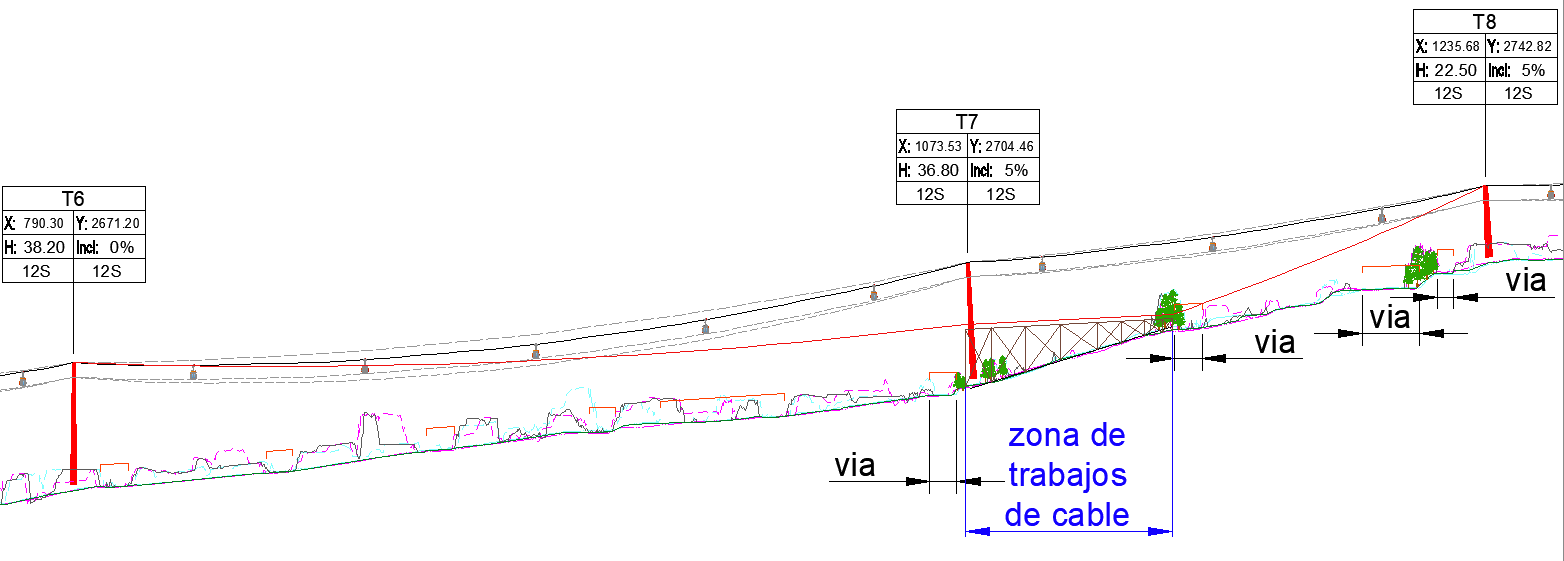 T8
X: 1235.68 Y: 2742.82
H: 22.50 Incl: 5%
12S 12S
T7
X: 1073.53 Y: 2704.46
H: 36.80 Incl: 5%
12S 12S
T6
X: 790.30 Y: 2671.20
H: 38.20 Incl: 0%
12S 12S
via
via
via
zona de
trabajos
de cable
via